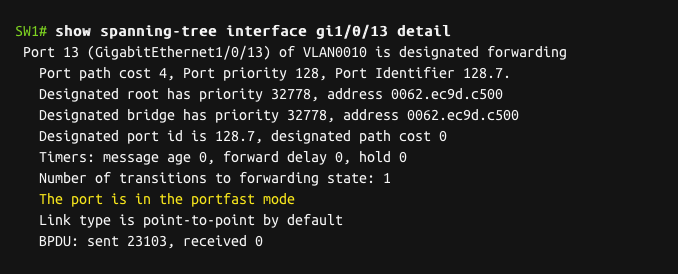 SW1# show spanning-tree interface gi1/0/13 detail
Port 13 (GigabitEthernet1/0/13) of VLAN0010 is designated forwarding
Port path cost 4, Port priority 128, Port Identifier 128.7.
Designated root has priority 32778, address 0062.ec9d.c500
Designated bridge has priority 32778, address 0062.ec9d.c500
Designated port id is 128.7, designated path cost 0
Timers: message age 0, forward delay 0, hold 0
Number of transitions to forwarding state: 1
The port is in the portfast mode
Link type is point-to-point by default
BPDU: sent 23103, received 0